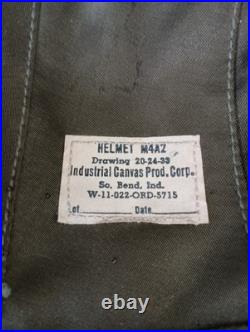 HELMET M4A2
Drawing 20-24-33
Industrial Canvas Prod. Corp.
So. Bend, Ind.
W-11-022-ORD-5715
of Date
thesunsetmarket